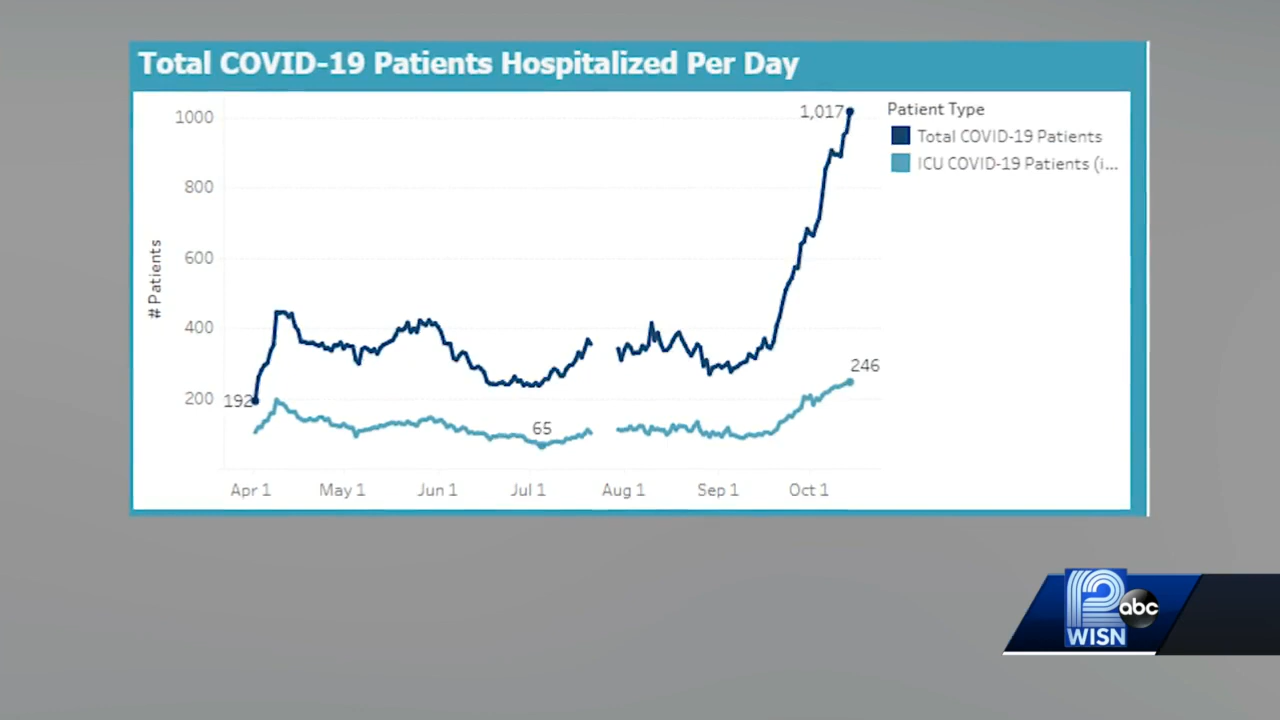 Total COVID-19 Patients Hospitalized Per Day
1000
800
600
400
200
# Patients
1,017
192
65
246
Apr 1 May 1 Jun 1 Jul 1 Aug 1 Sep 1 Oct 1
Patient Type
Total COVID-19 Patients
ICU COVID-19 Patients (i...
12
abc
WISN